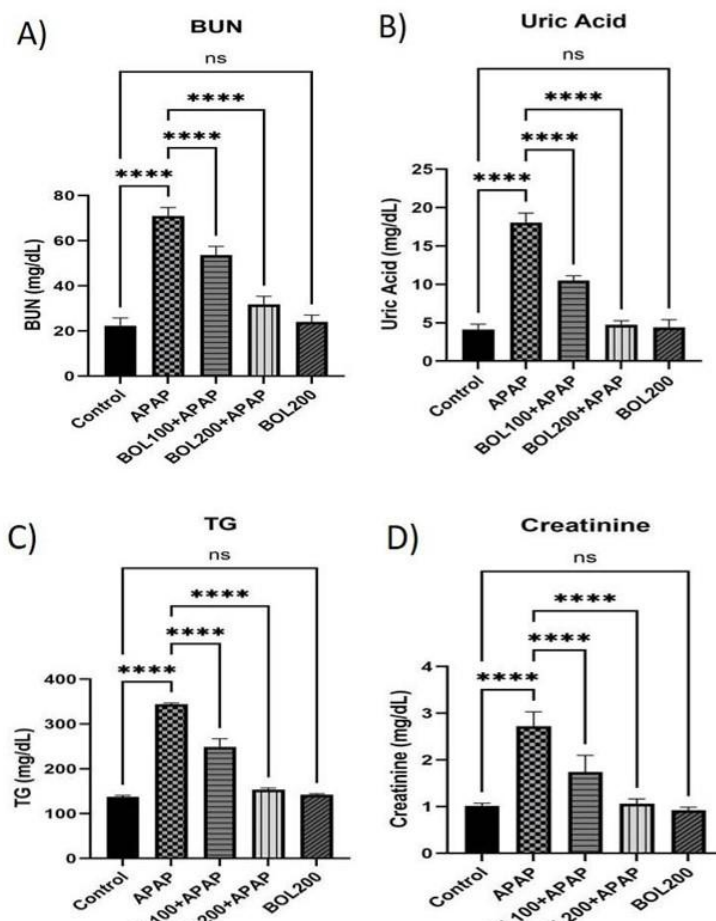 A)
BUN
ns
****
****
****
BUN (mg/dL)
80
60
40
20
0
Control
APAP
BOL100+APAP
BOL200+APAP
BOL200
B)
Uric Acid
ns
****
****
****
Uric Acid (mg/dL)
25
20
15
10
5
0
Control
APAP
BOL100+APAP
BOL200+APAP
BOL200
C)
TG
ns
****
****
****
TG (mg/dL)
400
300
200
100
0
Control
APAP
100+APAP
200+APAP
BOL200
D)
Creatinine
ns
****
****
****
Creatinine (mg/dL)
4
3
2
1
0
Control
APAP
100+APAP
200+APAP
BOL200